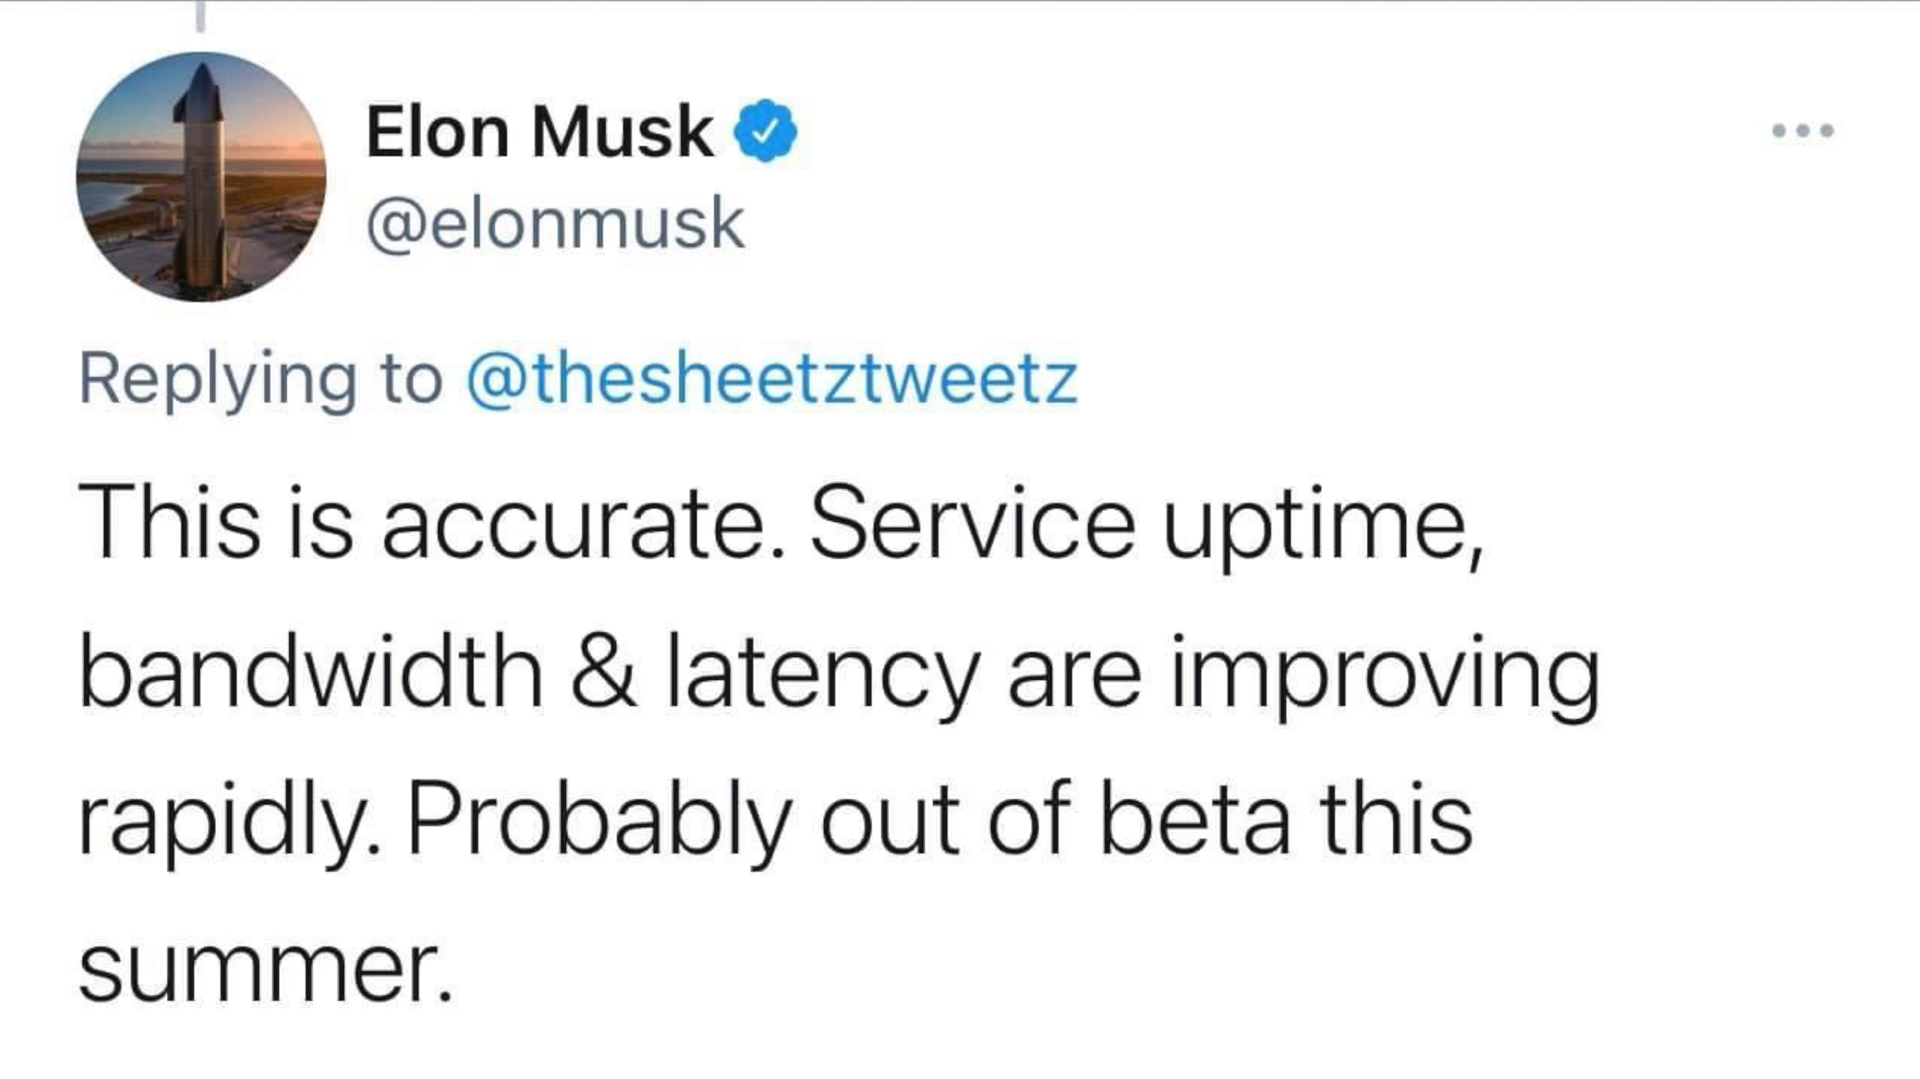 Elon Musk
@elonmusk
Replying to @thesheetztweetz
This is accurate. Service uptime,
bandwidth & latency are improving
rapidly. Probably out of beta this
summer.